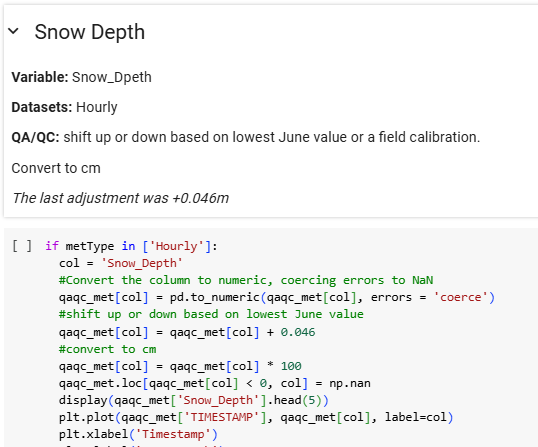 Snow Depth
Variable: Snow_Dpeth
Datasets: Hourly
QA/QC: shift up or down based on lowest June value or a field calibration.
Convert to cm
The last adjustment was +0.046m
[ ] if metType in ['Hourly']:
col = 'Snow_Depth'
#Convert the column to numeric, coercing errors to NaN
qaqc_met[col] = pd.to_numeric(qaqc_met[col], errors = 'coerce')
#shift up or down based on lowest June value
qaqc_met[col] = qaqc_met[col] + 0.046
#convert to cm
qaqc_met[col] = qaqc_met[col] * 100
qaqc_met.loc[qaqc_met[col] < 0, col] = np.nan
display(qaqc_met['Snow_Depth'].head(5))
plt.plot(qaqc_met['TIMESTAMP'], qaqc_met[col], label=col)
plt.xlabel('Timestamp')